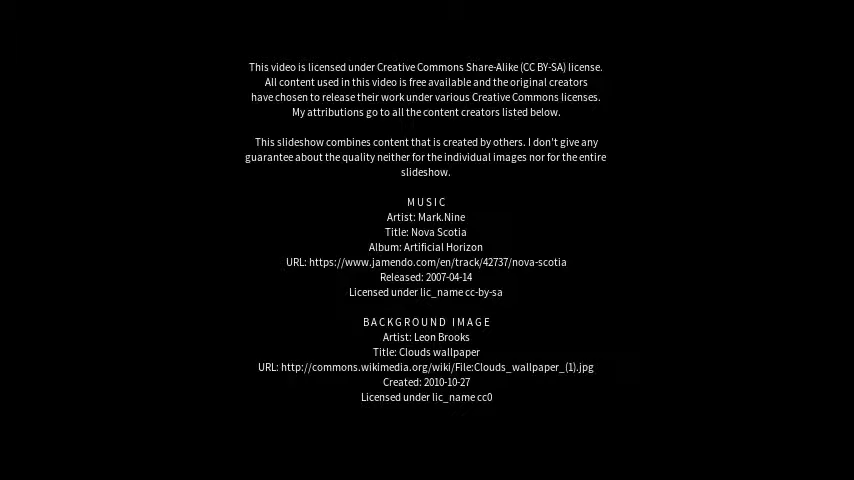 This video is licensed under Creative Commons Share-Alike (CC BY-SA) license.
All content used in this video is free available and the original creators
have chosen to release their work under various Creative Commons licenses.
My attributions go to all the content creators listed below.
This slideshow combines content that is created by others. I don't give any
guarantee about the quality neither for the individual images nor for the entire
slideshow.
MUSIC
Artist: Mark.Nine
Title: Nova Scotia
Album: Artificial Horizon
URL: https://www.jamendo.com/en/track/42737/nova-scotia
Released: 2007-04-14
Licensed under lic_name cc-by-sa
BACKGROUND IMAGE
Artist: Leon Brooks
Title: Clouds wallpaper
URL: http://commons.wikimedia.org/wiki/File:Clouds_wallpaper_(1).jpg
Created: 2010-10-27
Licensed under lic_name cc0